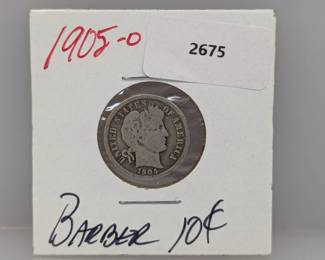 1905-O
2675
UNITED STATES OF AMERICA
1905
BARBER 10¢